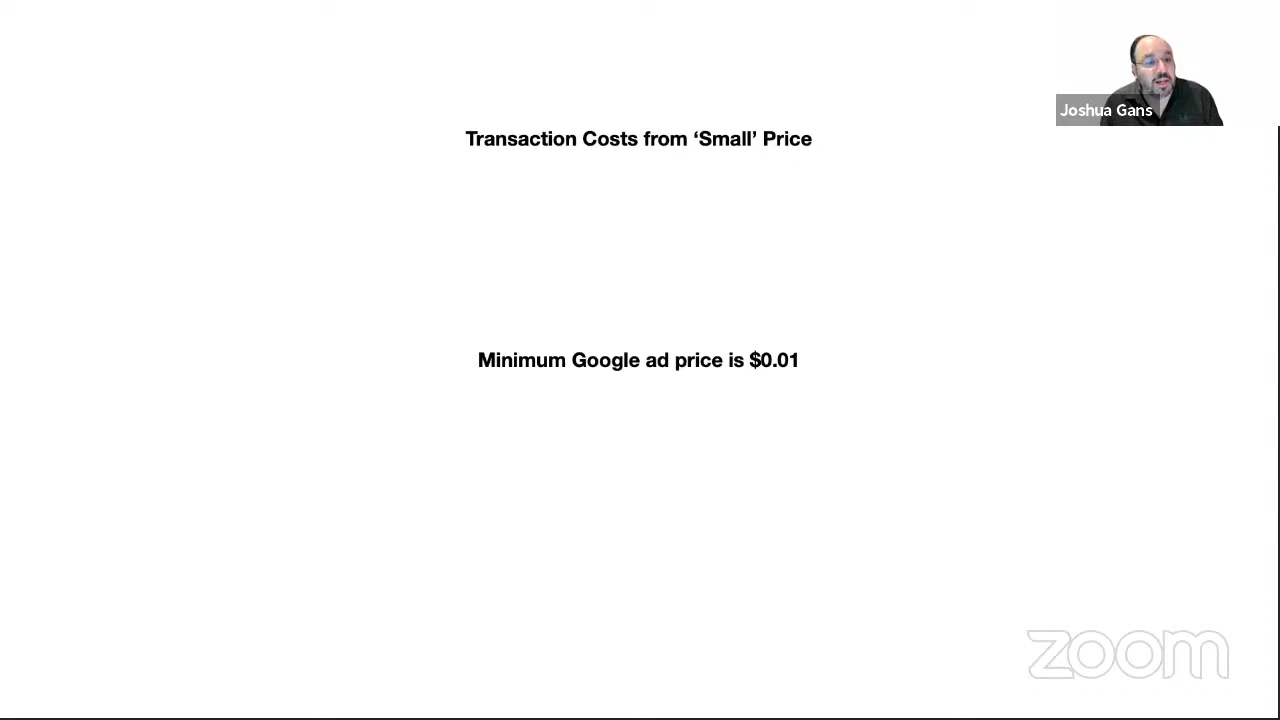 Joshua Gans
Transaction Costs from ‘Small’ Price
Minimum Google ad price is $0.01
zoom